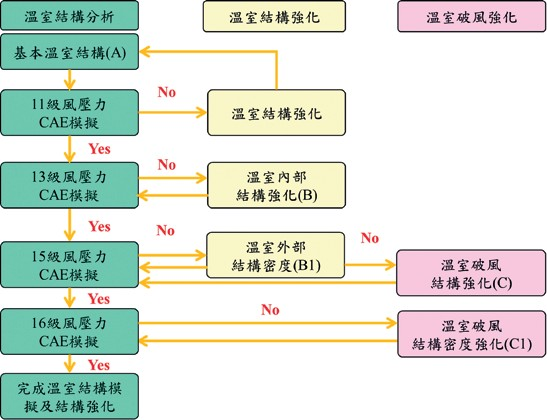 溫室結構分析
溫室結構強化
溫室破風強化
基本溫室結構(A)
11級風壓力
CAE模擬
No
溫室結構強化
Yes
13級風壓力
CAE模擬
No
溫室內部
結構強化(B)
Yes
15級風壓力
CAE模擬
No
溫室外部
結構密度(B1)
No
溫室破風
結構強化(C)
Yes
16級風壓力
CAE模擬
No
溫室破風
結構密度強化(C1)
Yes
完成溫室結構模
擬及結構強化